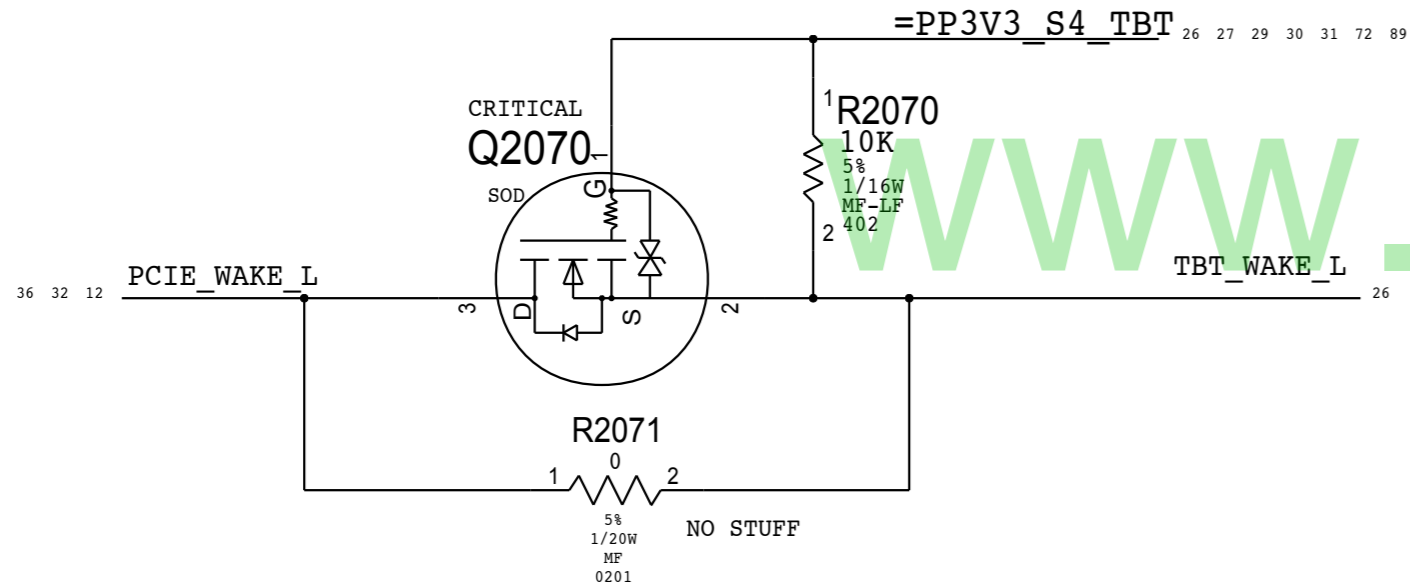 =PP3V3_S4_TBT 26 27 29 30 31 72 89
CRITICAL
Q2070
SOD
1
G
D
S
3
2
1
R2070
10K
5%
1/16W
MF-LF
402
2
www.
36 32 12 PCIE_WAKE_L
TBT_WAKE_L 26
R2071
0
1 2
5%
1/20W
MF
0201
NO STUFF